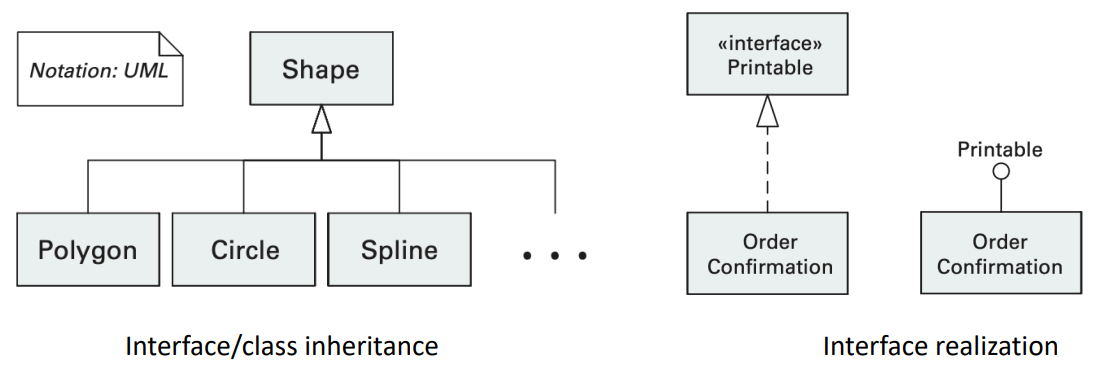 Notation: UML
Shape
Polygon
Circle
Spline
. . .
Interface/class inheritance
«interface»
Printable
Order
Confirmation
Printable
Order
Confirmation
Interface realization